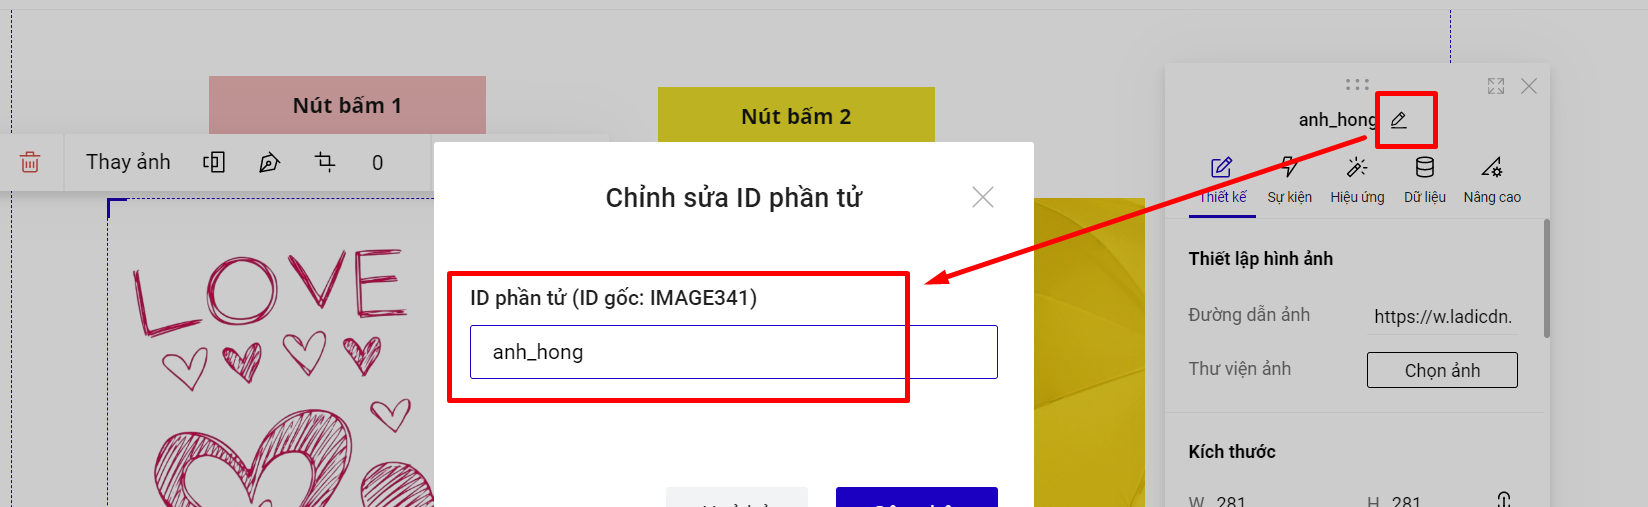 Nút bấm 1
Nút bấm 2
anh_hong
Thay ảnh
0
Chỉnh sửa ID phần tử
Thiết kế
Sự kiện
Hiệu ứng
Dữ liệu
Nâng cao
LOVE
Thiết lập hình ảnh
ID phần tử (ID gốc: IMAGE341)
Đường dẫn ảnh
https://w.ladicdn.
anh_hong
Thư viện ảnh
Chọn ảnh
Kích thước
W 281
H 281